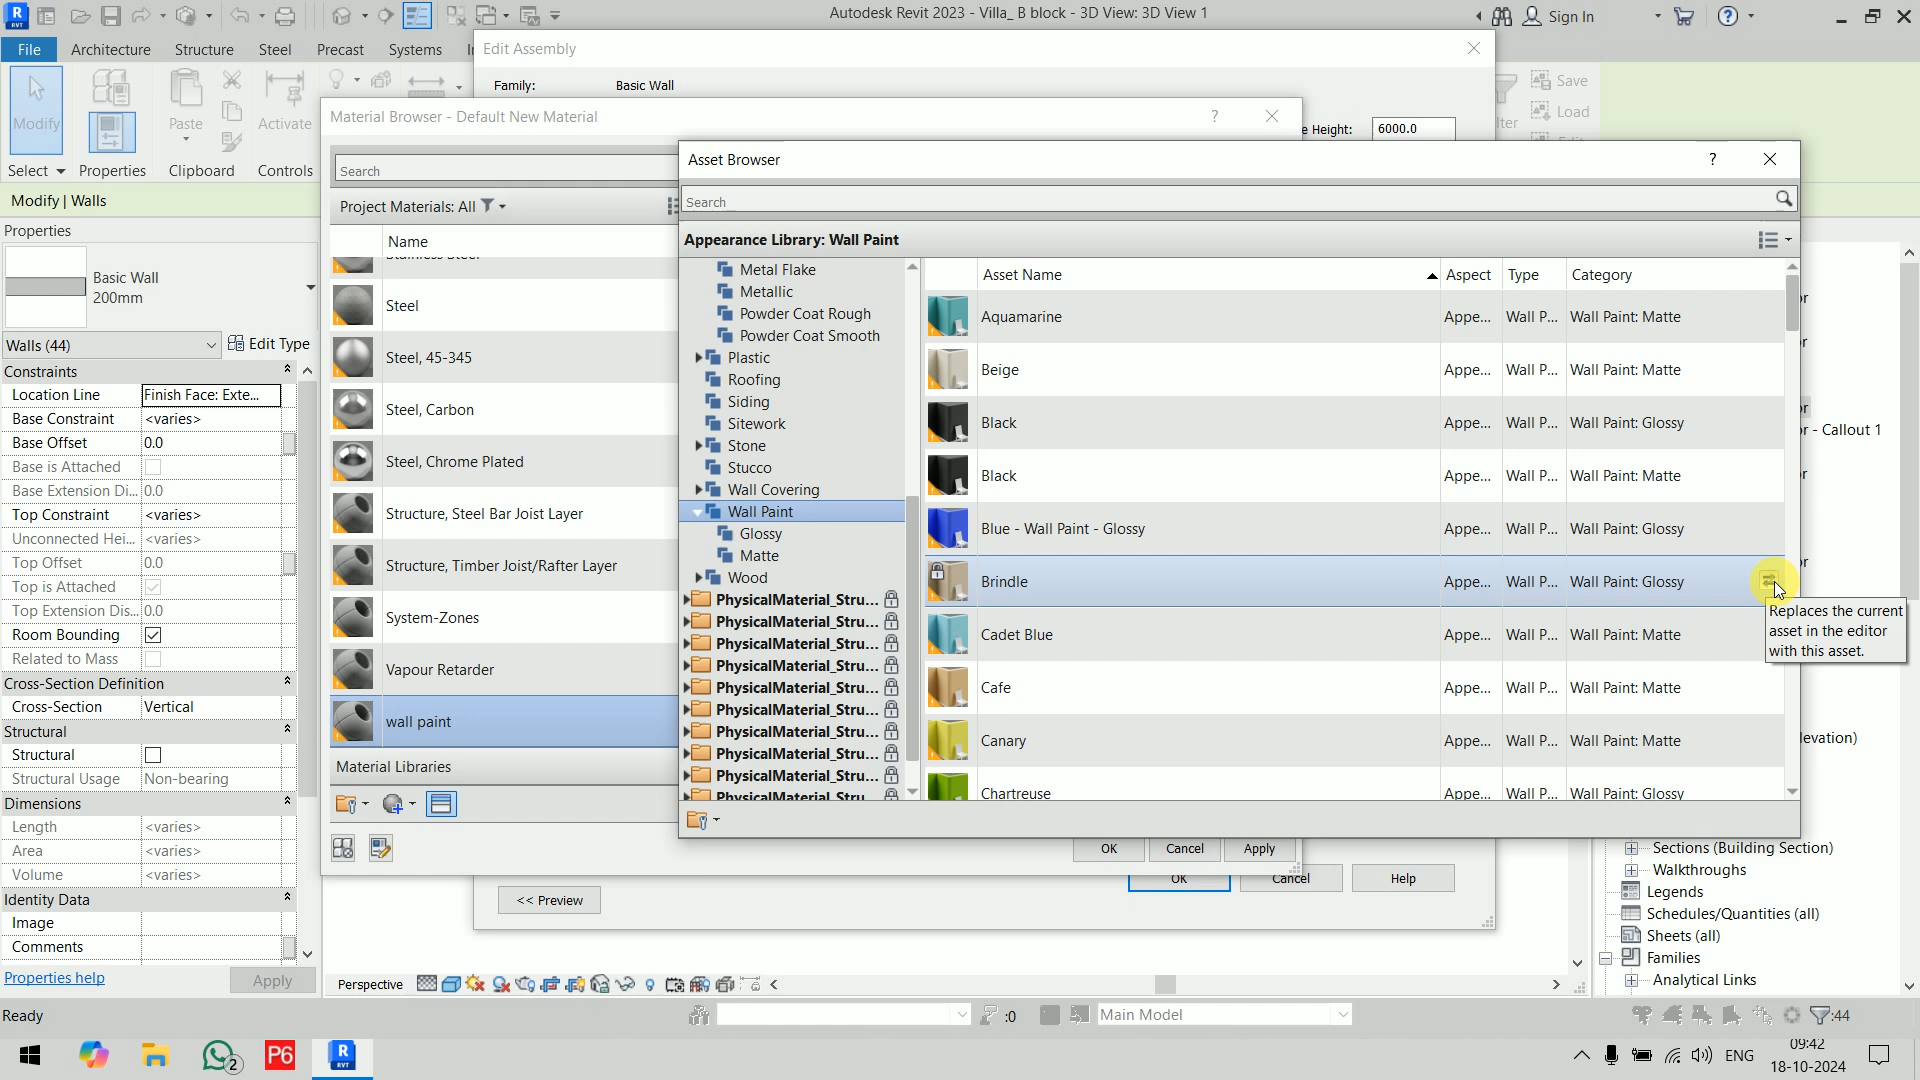 Autodesk Revit 2023 - Villa_ B block - 3D View: 3D View 1
Sign In
File
Architecture
Structure
Steel
Precast
Systems
Modify
Paste
Activate
Select
Properties
Clipboard
Controls
Save
Load
Modify | Walls
Edit Assembly
Family:
Basic Wall
e Height:
6000.0
Properties
Basic Wall
200mm
Walls (44)
Edit Type
Constraints
Location Line
Finish Face: Exte...
Base Constraint
<varies>
Base Offset
0.0
Base is Attached
Base Extension Di...
0.0
Top Constraint
<varies>
Unconnected Hei...
<varies>
Top Offset
0.0
Top is Attached
Top Extension Dis...
0.0
Room Bounding
Related to Mass
Cross-Section Definition
Cross-Section
Vertical
Structural
Structural
Structural Usage
Non-bearing
Dimensions
Length
<varies>
Area
<varies>
Volume
<varies>
Identity Data
Image
Comments
Properties help
Apply
Material Browser - Default New Material
?
Search
Project Materials: All
Name
Steel
Steel, 45-345
Steel, Carbon
Steel, Chrome Plated
Structure, Steel Bar Joist Layer
Structure, Timber Joist/Rafter Layer
System-Zones
Vapour Retarder
wall paint
Material Libraries
OK
Cancel
Apply
Asset Browser
?
Search
Appearance Library: Wall Paint
Metal Flake
Metallic
Powder Coat Rough
Powder Coat Smooth
Plastic
Roofing
Siding
Sitework
Stone
Stucco
Wall Covering
Wall Paint
Glossy
Matte
Wood
PhysicalMaterial_Stru...
PhysicalMaterial_Stru...
PhysicalMaterial_Stru...
PhysicalMaterial_Stru...
PhysicalMaterial_Stru...
PhysicalMaterial_Stru...
PhysicalMaterial_Stru...
PhysicalMaterial_Stru...
PhysicalMaterial_Stru...
PhysicalMaterial_Stru...
Asset Name
Aspect
Type
Category
Aquamarine
Appe...
Wall P...
Wall Paint: Matte
Beige
Appe...
Wall P...
Wall Paint: Matte
Black
Appe...
Wall P...
Wall Paint: Glossy
Black
Appe...
Wall P...
Wall Paint: Matte
Blue - Wall Paint - Glossy
Appe...
Wall P...
Wall Paint: Glossy
Brindle
Appe...
Wall P...
Wall Paint: Glossy
Cadet Blue
Appe...
Wall P...
Wall Paint: Matte
Cafe
Appe...
Wall P...
Wall Paint: Matte
Canary
Appe...
Wall P...
Wall Paint: Matte
Chartreuse
Appe...
Wall P...
Wall Paint: Glossy
Replaces the current
asset in the editor
with this asset.
<< Preview
OK
Cancel
Help
r - Callout 1
levation)
Sections (Building Section)
Walkthroughs
Legends
Schedules/Quantities (all)
Sheets (all)
Families
Analytical Links
Perspective
Ready
:0
Main Model
:44
2
P6
R
RVT
ENG
09:42
18-10-2024